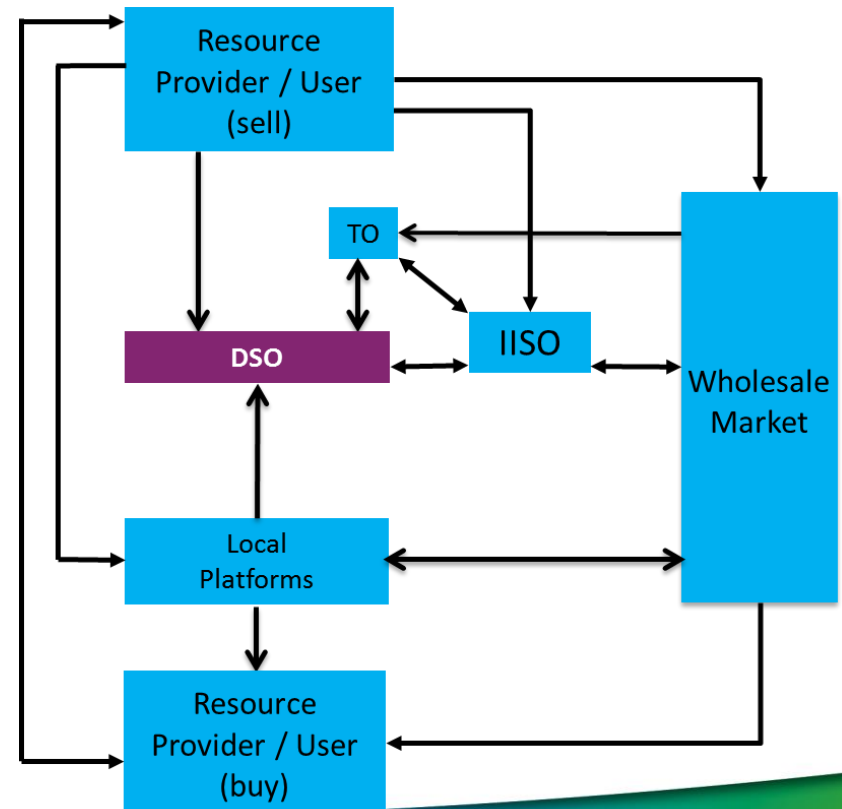 Resource
Provider / User
(sell)
TO
IISO
DSO
Wholesale
Market
Local
Platforms
Resource
Provider / User
(buy)